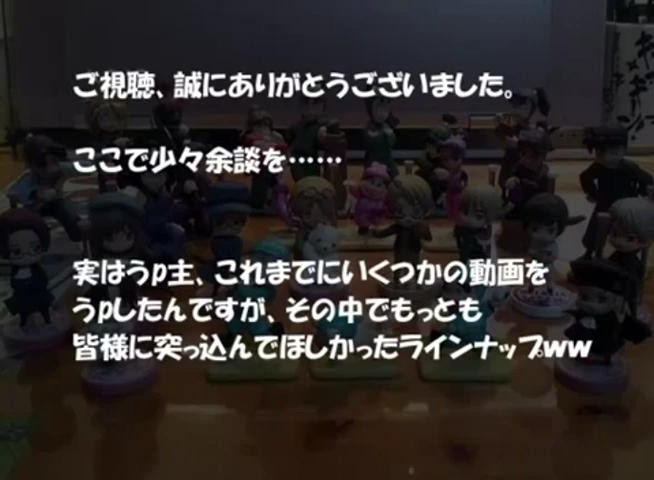 ご視聴、誠にありがとうございました。
ここで少々余談を……
実はうp主、これまでにいくつかの動画を
うpしたんですが、その中でもっとも
皆様に突っ込んでほしかったラインナップww